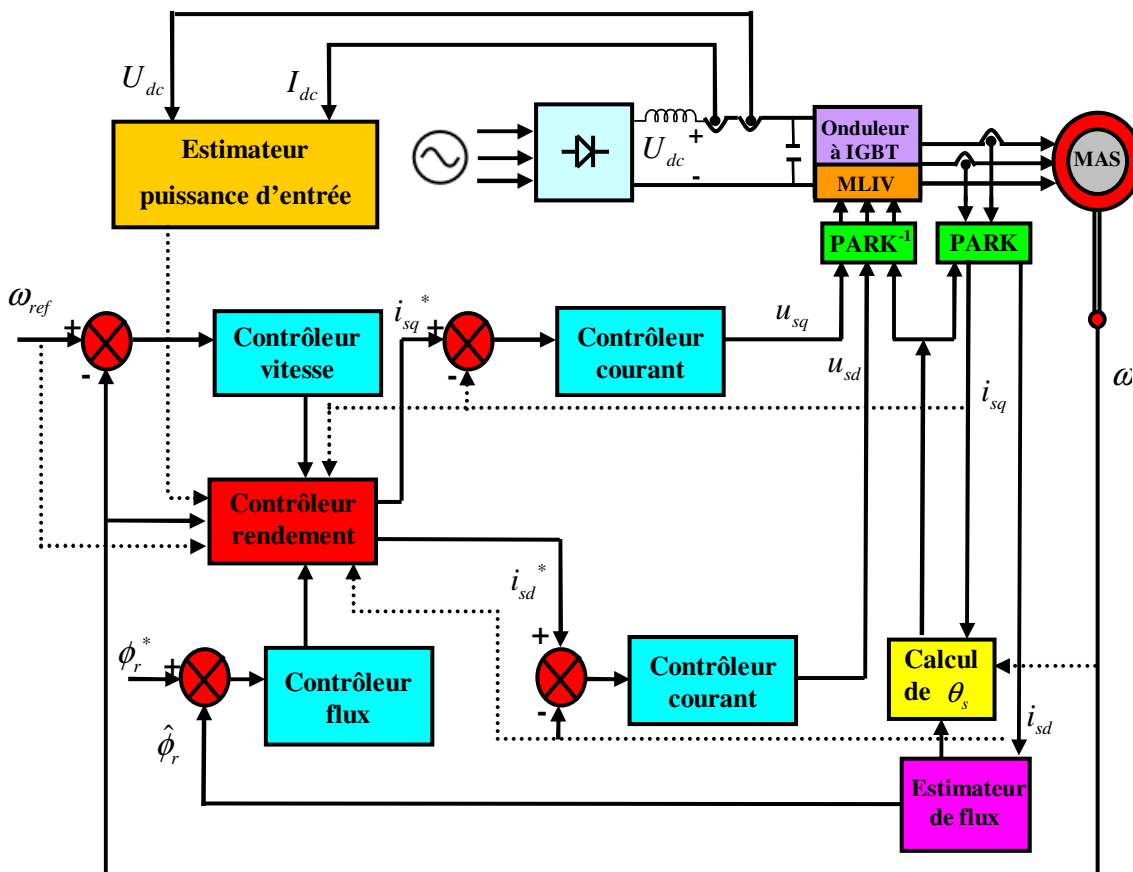 U_dc
I_dc
Estimateur
puissance d'entrée
U_dc
+
-
Onduleur
à IGBT
MLIV
MAS
PARK⁻¹
PARK
ω_ref
+
-
Contrôleur
vitesse
i_sq*
+
-
Contrôleur
courant
u_sq
u_sd
i_sq
ω
Contrôleur
rendement
i_sd*
+
-
ϕ_r*
+
Contrôleur
flux
ϕ̂_r
Contrôleur
courant
Calcul
de θ_s
i_sd
Estimateur
de flux